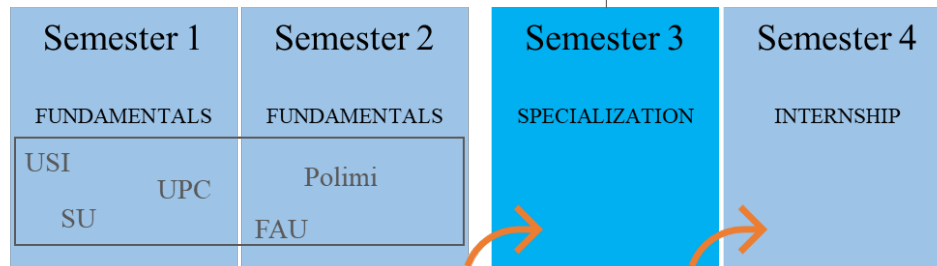 Semester 1
Semester 2
Semester 3
Semester 4
FUNDAMENTALS
FUNDAMENTALS
SPECIALIZATION
INTERNSHIP
USI
UPC
Polimi
SU
FAU